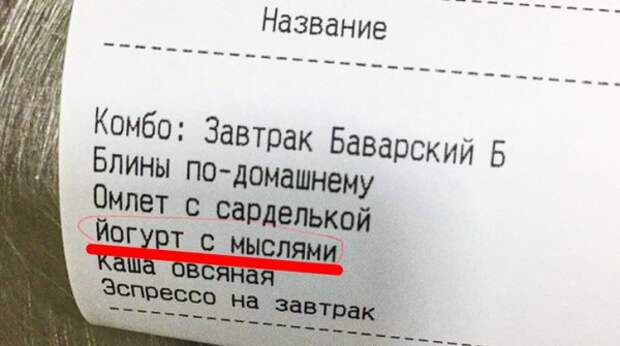 Название
Комбо: Завтрак Баварский Б
Блины по-домашнему
Омлет с сарделькой
Йогурт с мыслями
Каша овсяная
Эспрессо на завтрак